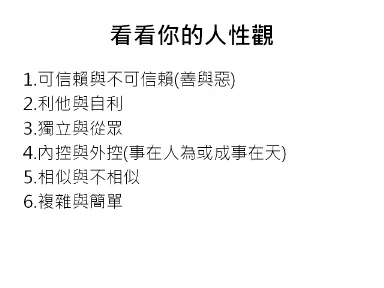 看看你的人性觀
1.可信賴與不可信賴(善與惡)
2.利他與自利
3.獨立與從眾
4.內控與外控(事在人為或成事在天)
5.相似與不相似
6.複雜與簡單